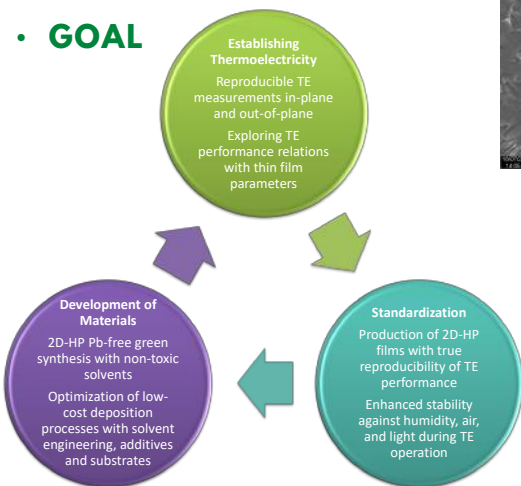 • GOAL
Establishing
Thermoelectricity
Reproducible TE
measurements in-plane
and out-of-plane
Exploring TE
performance relations
with thin film
parameters
Development of
Materials
2D-HP Pb-free green
synthesis with non-toxic
solvents
Optimization of low-
cost deposition
processes with solvent
engineering, additives
and substrates
Standardization
Production of 2D-HP
films with true
reproducibility of TE
performance
Enhanced stability
against humidity, air,
and light during TE
operation